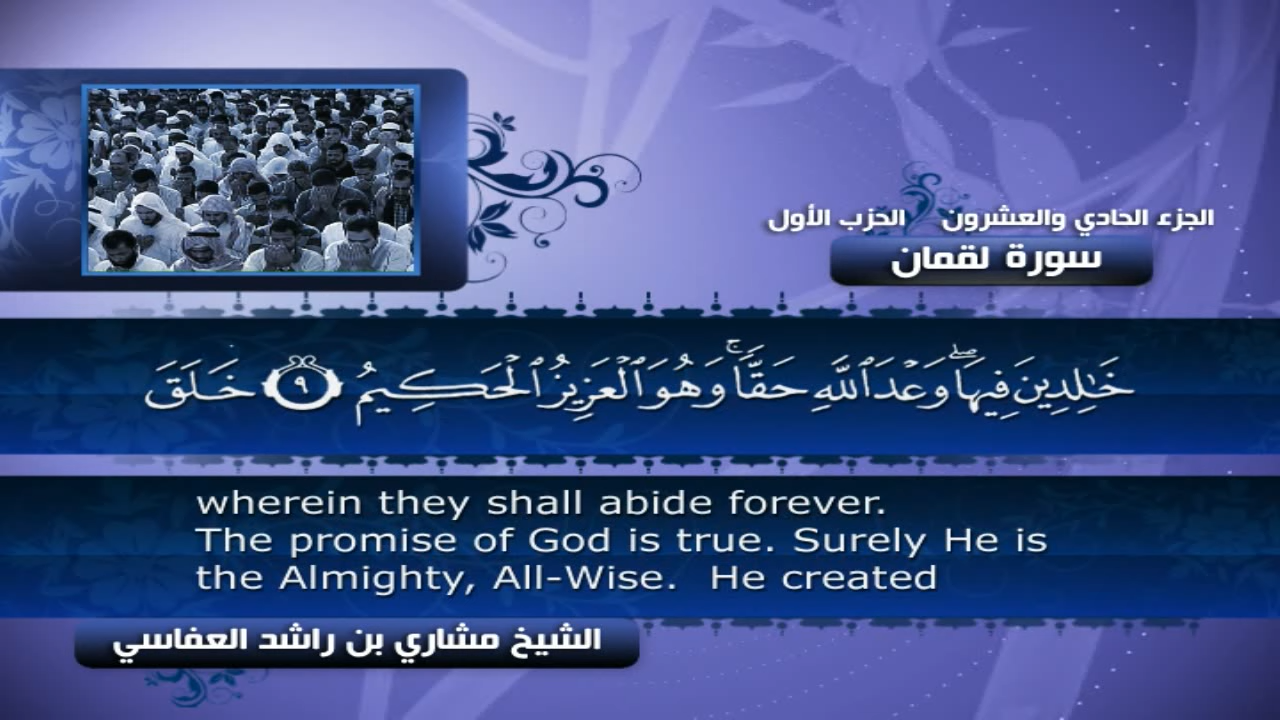 الجزء الحادي والعشرون الحزب الأول
سورة لقمان
خَٰلِدِينَ فِيهَا ۖ وَعْدَ ٱللَّهِ حَقًّا ۚ وَهُوَ ٱلْعَزِيزُ ٱلْحَكِيمُ ٩ خَلَقَ
wherein they shall abide forever.
The promise of God is true. Surely He is
the Almighty, All-Wise. He created
الشيخ مشاري بن راشد العفاسي